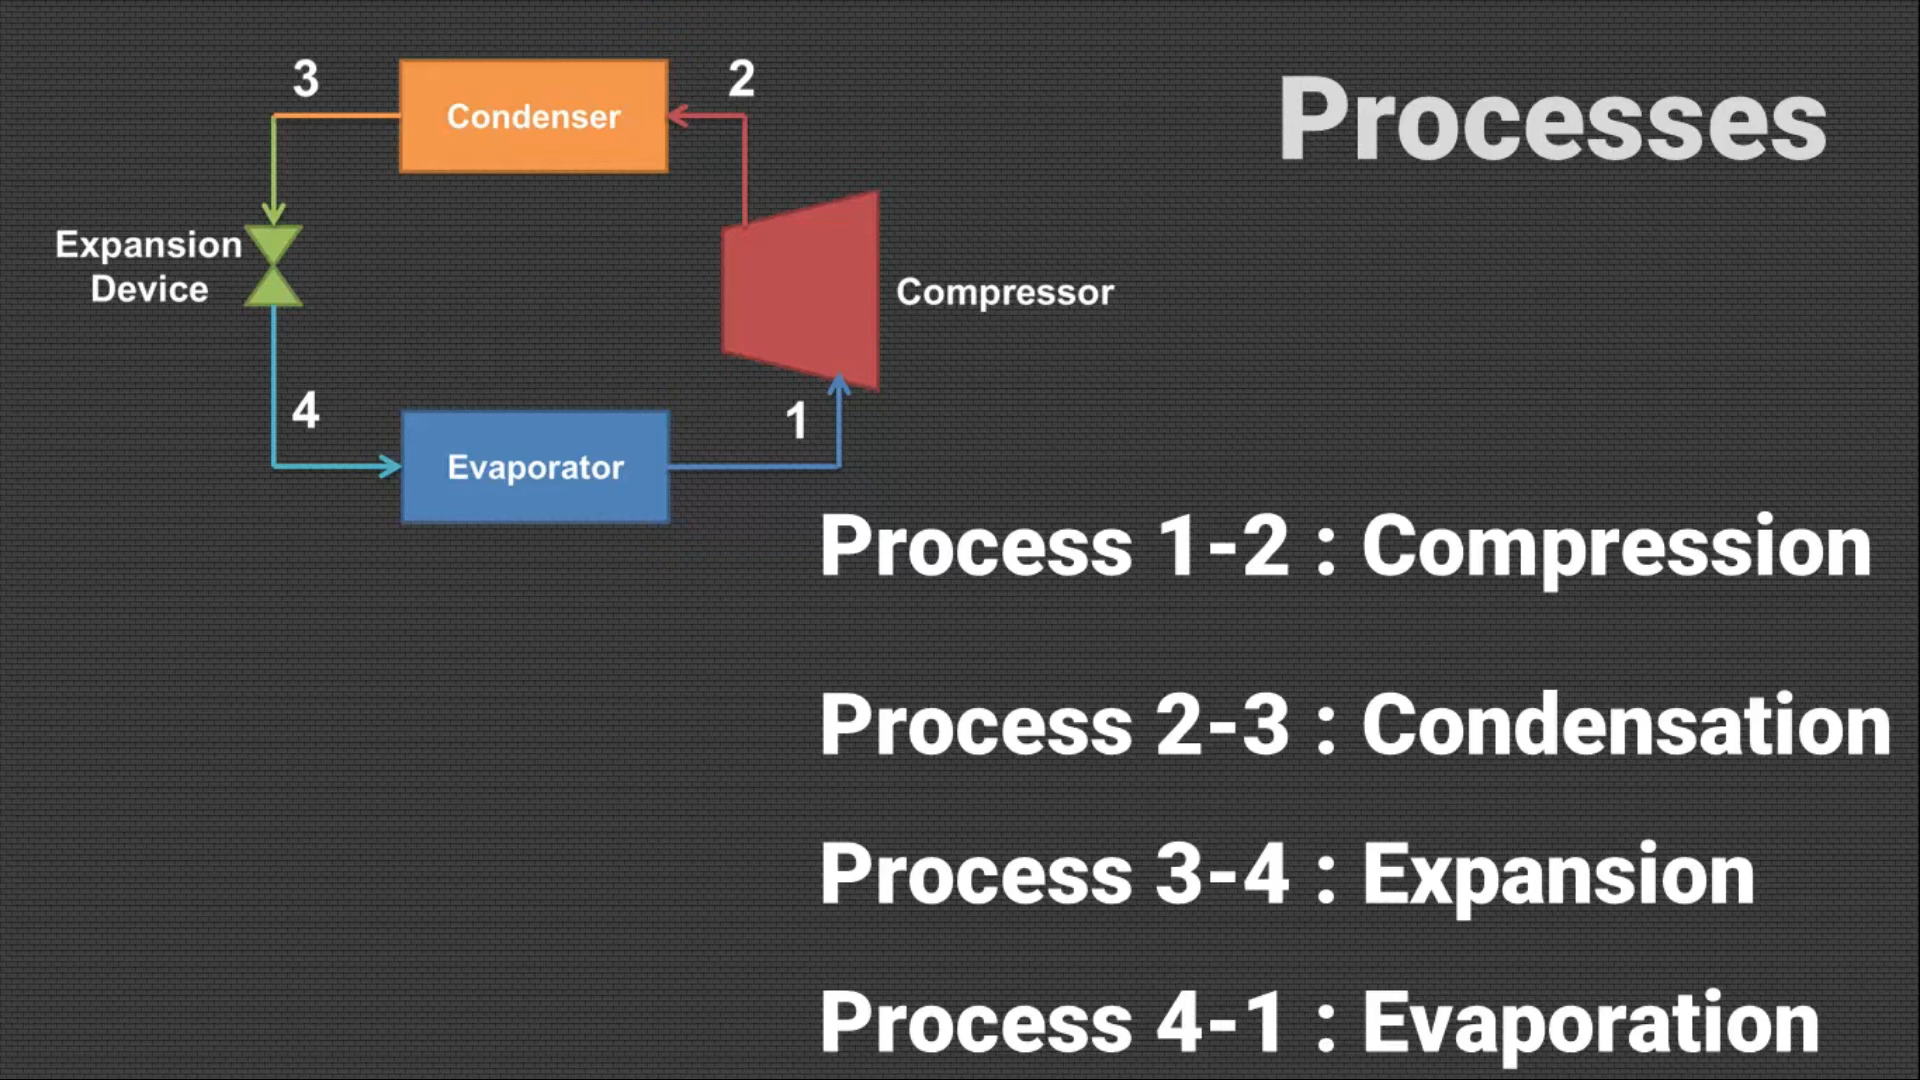 Processes
3
Condenser
2
Expansion
Device
Compressor
4
1
Evaporator
Process 1-2 : Compression
Process 2-3 : Condensation
Process 3-4 : Expansion
Process 4-1 : Evaporation